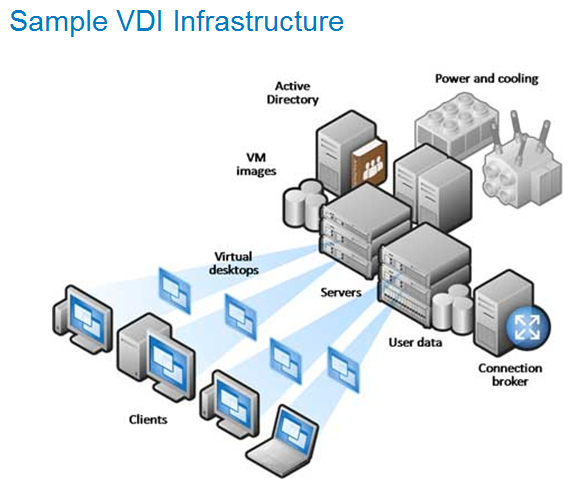 Sample VDI Infrastructure
Power and cooling
Active
Directory
VM
images
Virtual
desktops
Servers
User data
Connection
broker
Clients